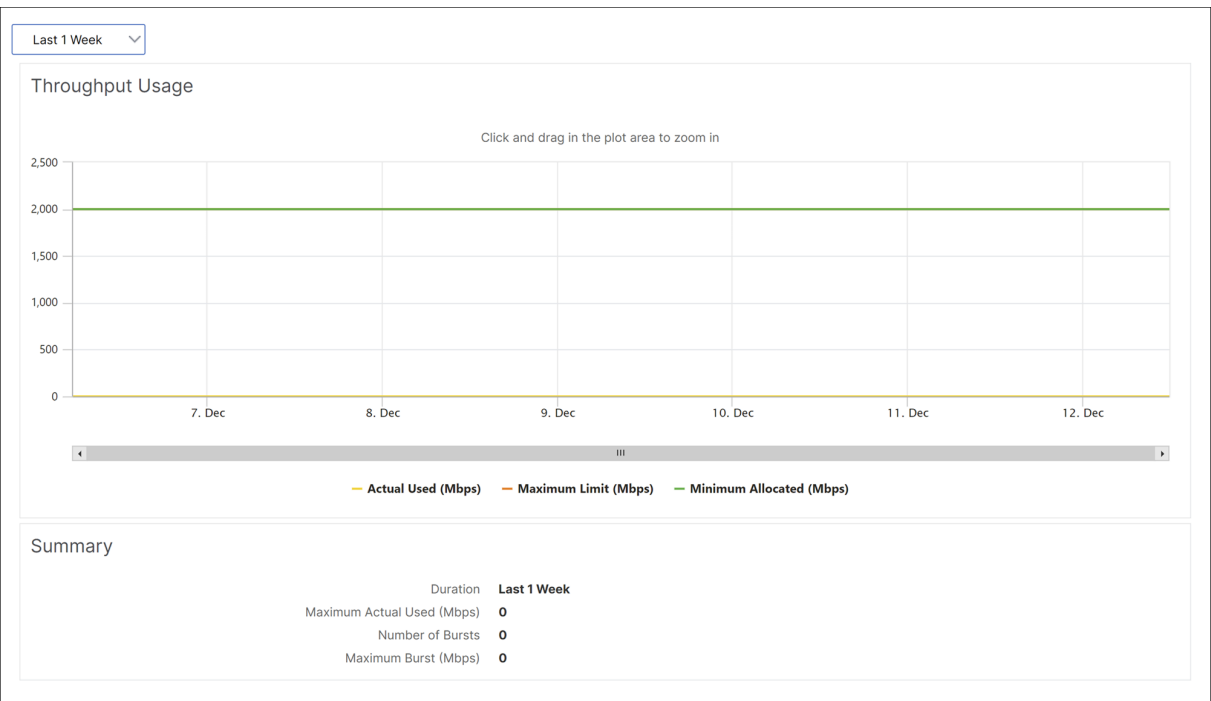 Last 1 Week
Throughput Usage
Click and drag in the plot area to zoom in
2,500
2,000
1,500
1,000
500
0
7. Dec 8. Dec 9. Dec 10. Dec 11. Dec 12. Dec
Actual Used (Mbps) Maximum Limit (Mbps) Minimum Allocated (Mbps)
Summary
Duration Last 1 Week
Maximum Actual Used (Mbps) 0
Number of Bursts 0
Maximum Burst (Mbps) 0